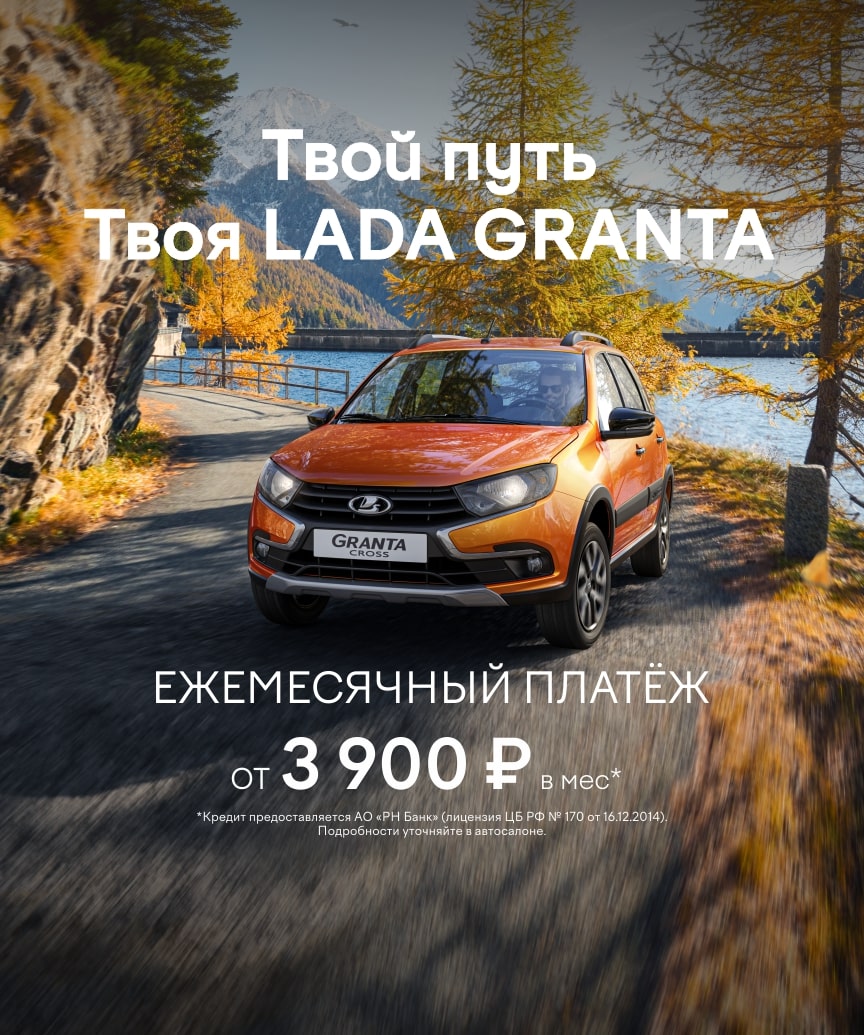 Твой путь
Твоя LADA GRANTA
GRANTA
CROSS
ЕЖЕМЕСЯЧНЫЙ ПЛАТЁЖ
от 3 900 ₽ в мес*
*Кредит предоставляется АО «РН Банк» (лицензия ЦБ РФ № 170 от 16.12.2014).
Подробности уточняйте в автосалоне.